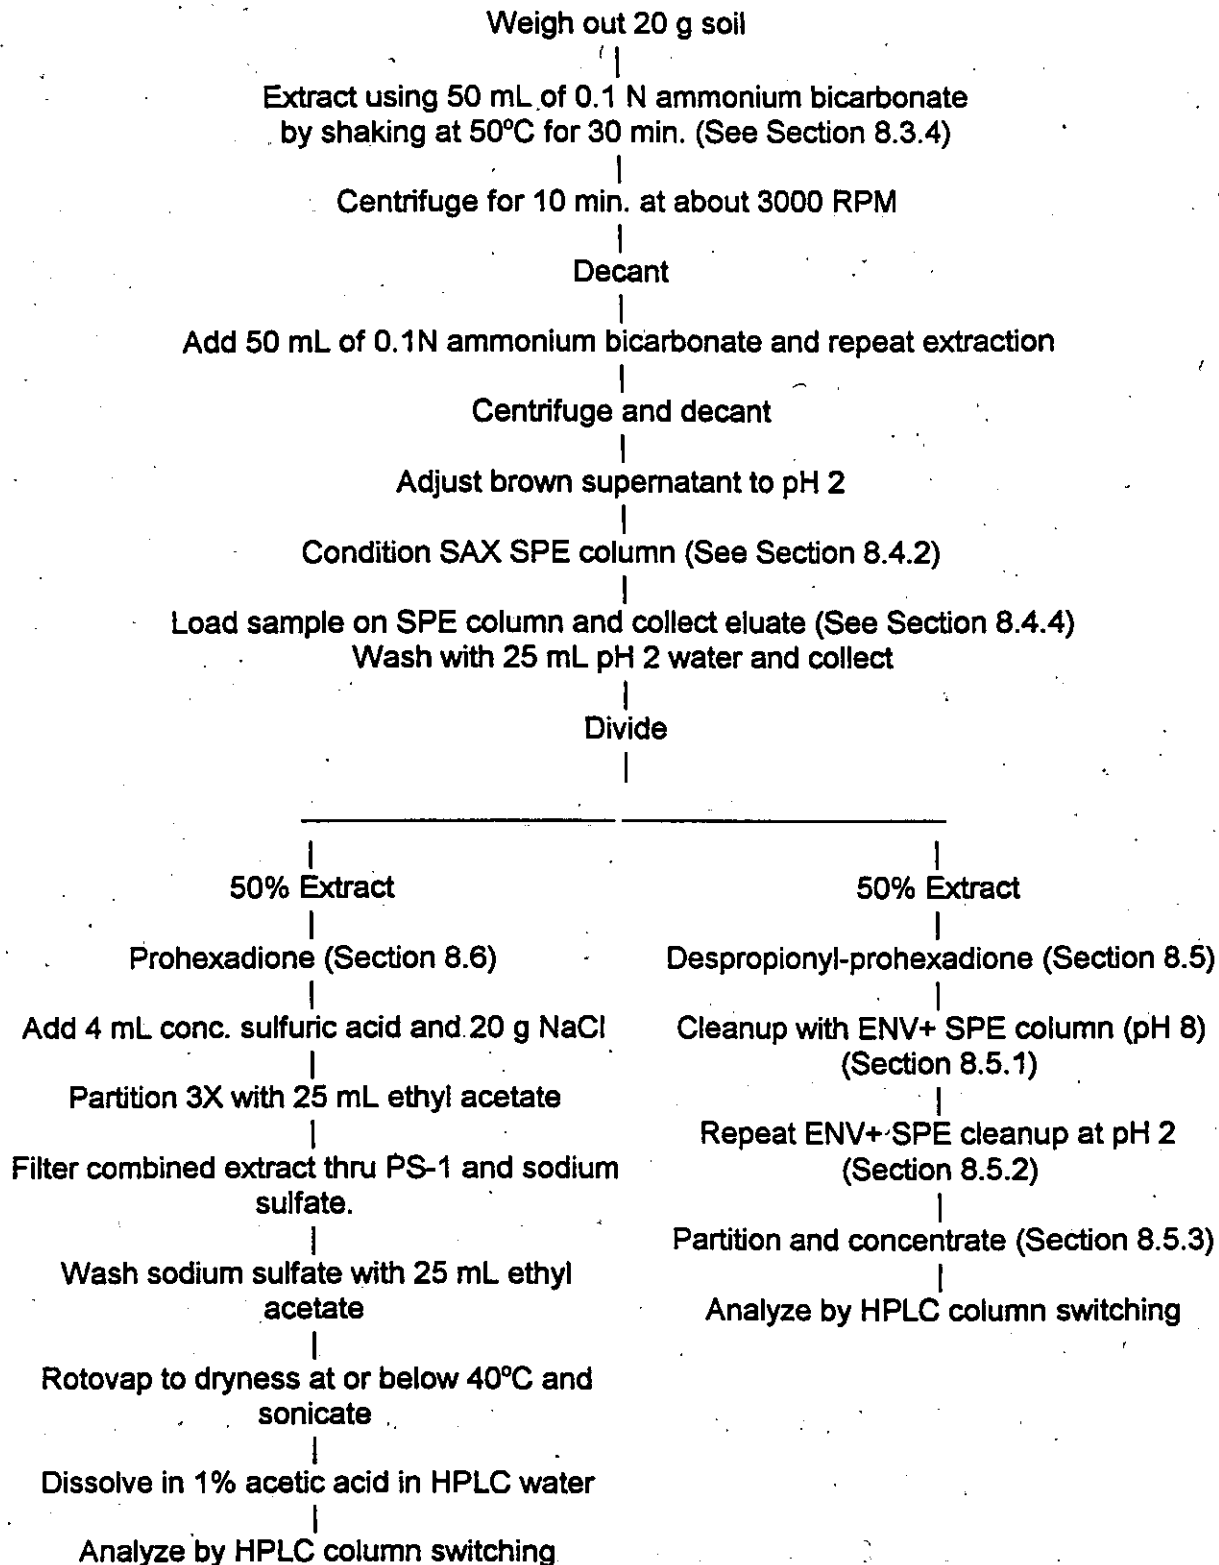 Weigh out 20 g soil
Extract using 50 mL of 0.1 N ammonium bicarbonate
by shaking at 50ºC for 30 min. (See Section 8.3.4)
Centrifuge for 10 min. at about 3000 RPM
Decant
Add 50 mL of 0.1N ammonium bicarbonate and repeat extraction
Centrifuge and decant
Adjust brown supernatant to pH 2
Condition SAX SPE column (See Section 8.4.2)
Load sample on SPE column and collect eluate (See Section 8.4.4)
Wash with 25 mL pH 2 water and collect
Divide
50% Extract
Prohexadione (Section 8.6)
Add 4 mL conc. sulfuric acid and 20 g NaCl
Partition 3X with 25 mL ethyl acetate
Filter combined extract thru PS-1 and sodium
sulfate.
Wash sodium sulfate with 25 mL ethyl
acetate
Rotovap to dryness at or below 40ºC and
sonicate
Dissolve in 1% acetic acid in HPLC water
Analyze by HPLC column switching
50% Extract
Despropionyl-prohexadione (Section 8.5)
Cleanup with ENV+ SPE column (pH 8)
(Section 8.5.1)
Repeat ENV+ SPE cleanup at pH 2
(Section 8.5.2)
Partition and concentrate (Section 8.5.3)
Analyze by HPLC column switching